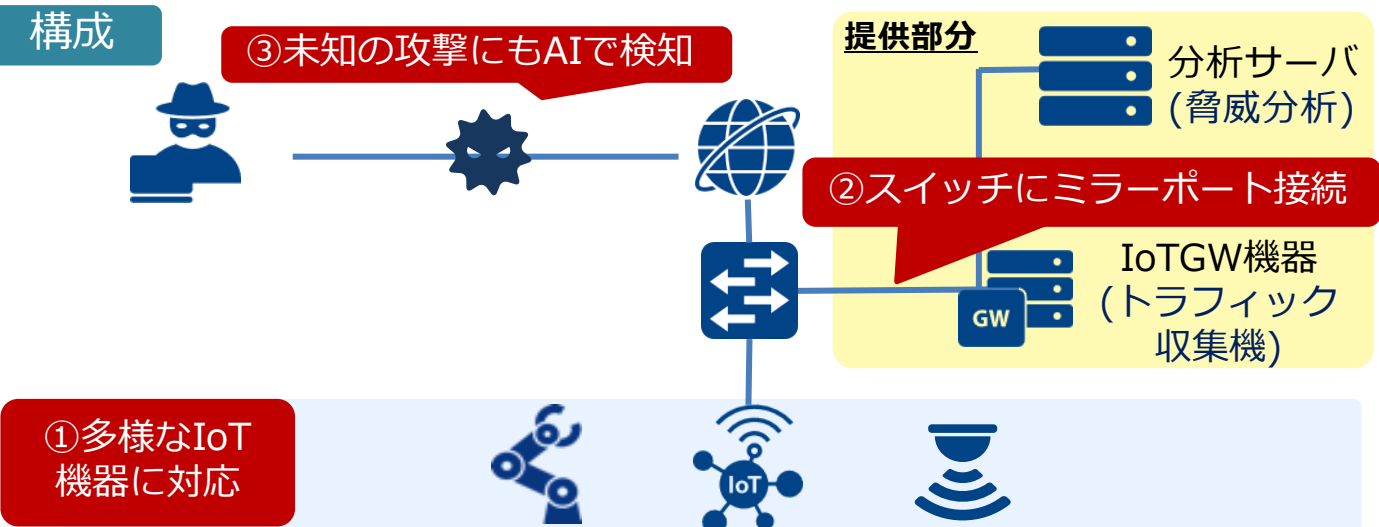 構成
③未知の攻撃にもAIで検知
提供部分
分析サーバ
(脅威分析)
②スイッチにミラーポート接続
IoTGW機器
(トラフィック
収集機)
GW
①多様なIoT
機器に対応
IoT